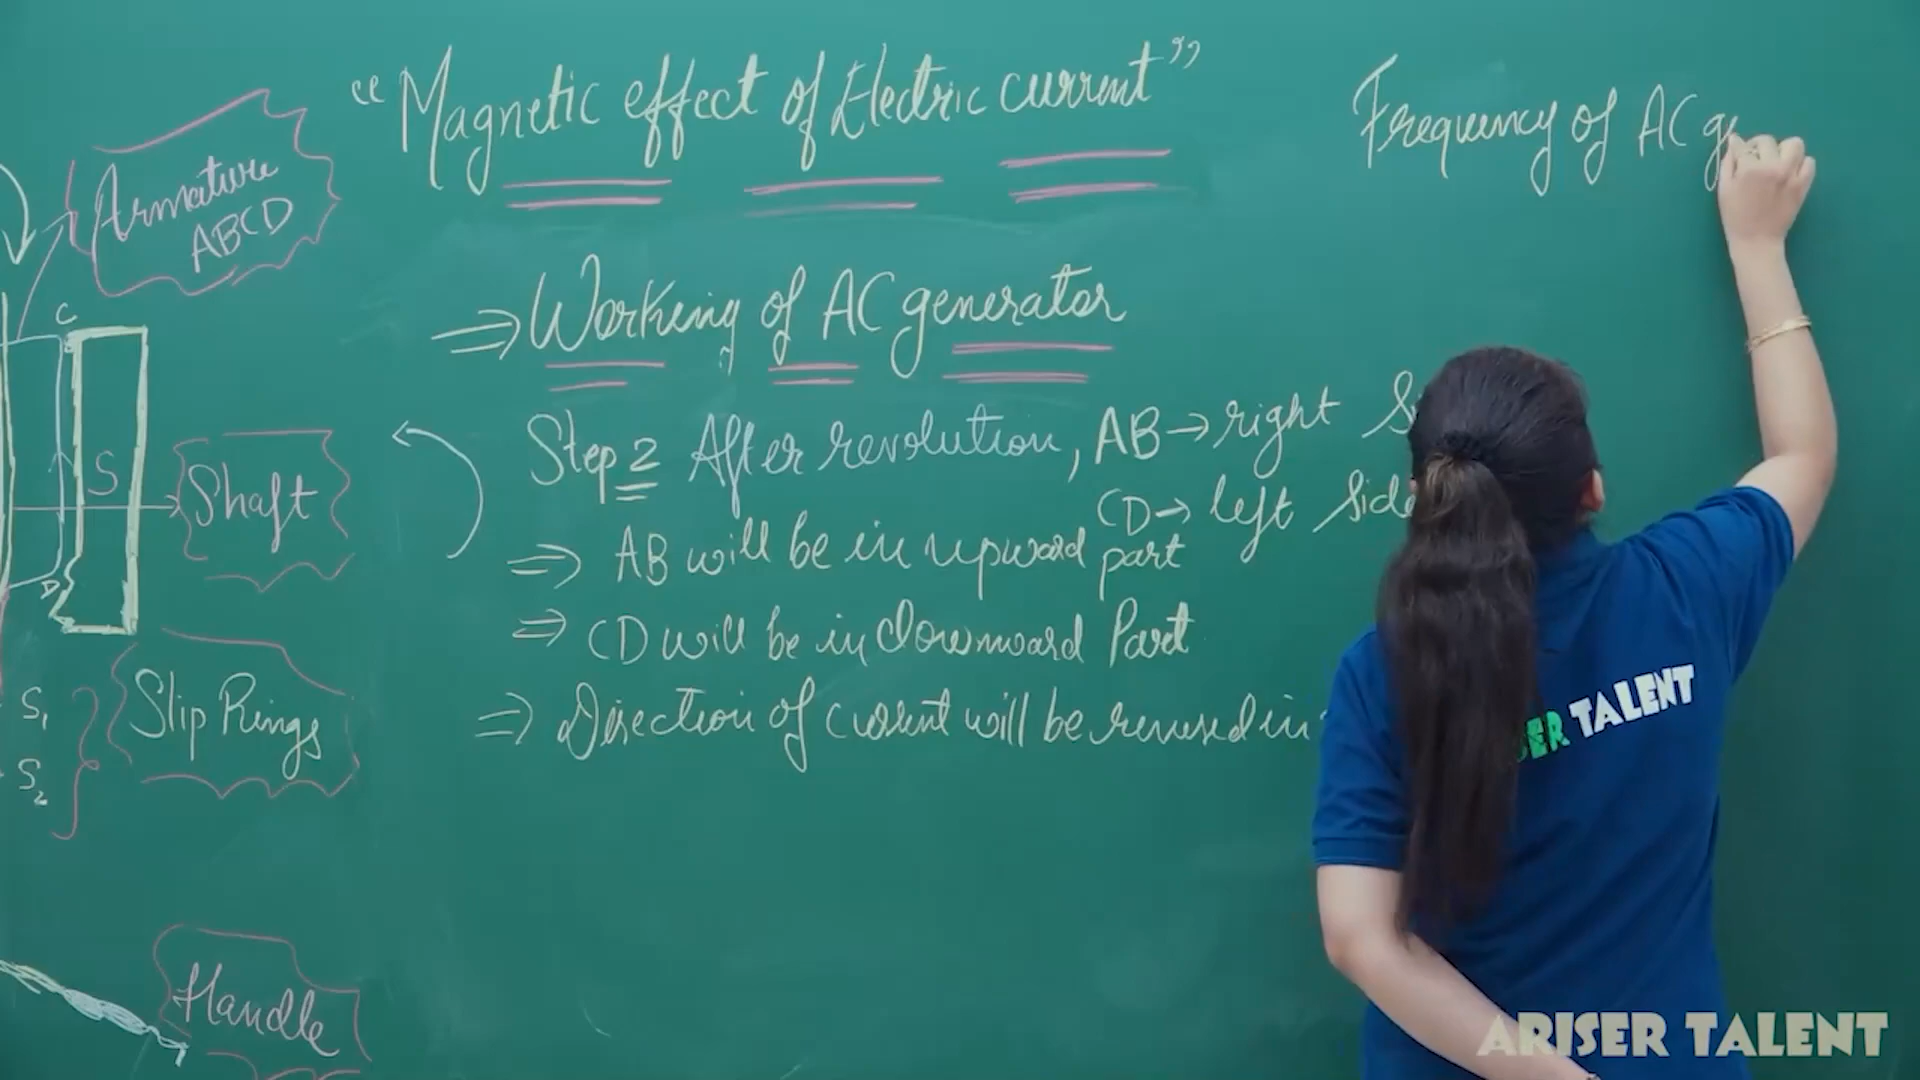 "Magnetic effect of Electric current"
Frequency of AC ge
Armature
ABCD
⇒ Working of AC generator
C
Step 2 After revolution, AB → right S
CD → left side
S
Shaft
⇒ AB will be in upward part
D
⇒ CD will be in downward Part
S₁
Slip Rings
⇒ Direction of current will be reversed in
S₂
Handle
SER TALENT
ARISER TALENT